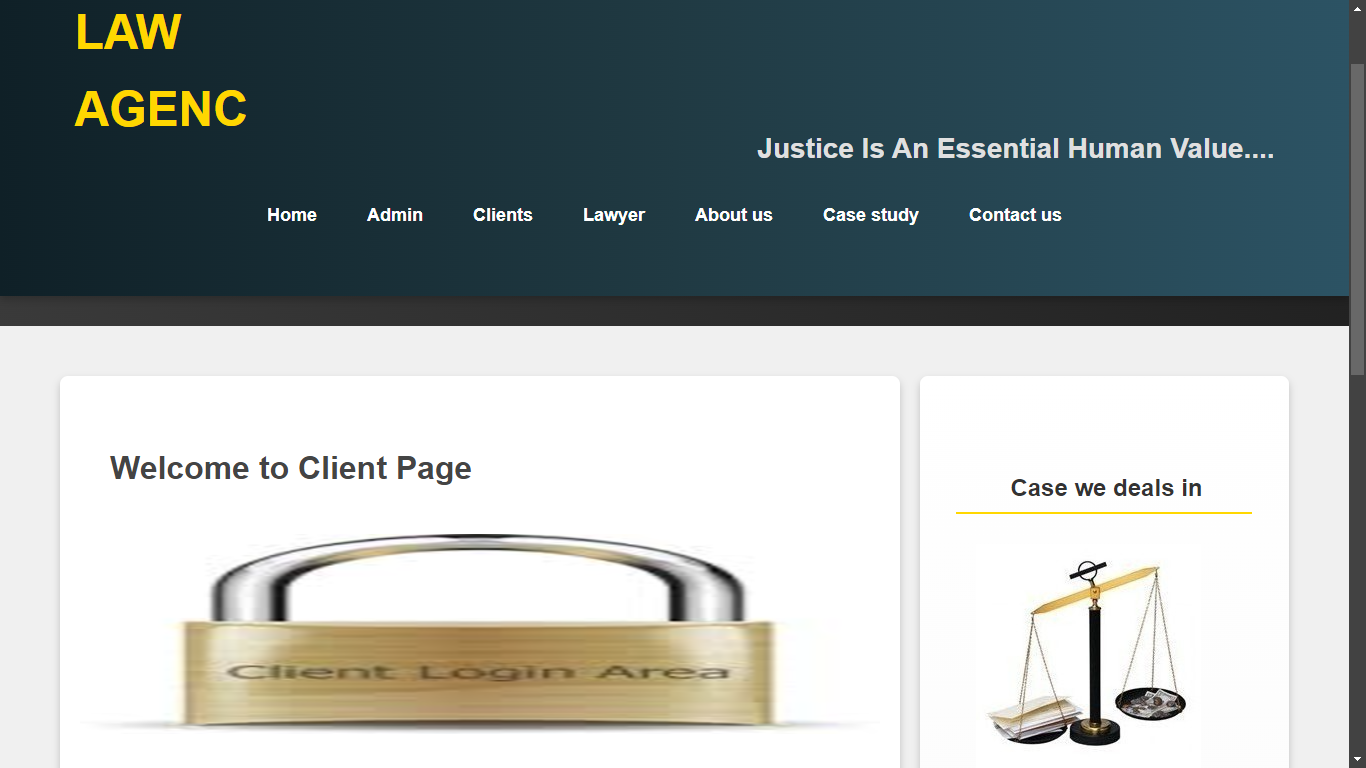 LAW
AGENC
Justice Is An Essential Human Value....
Home Admin Clients Lawyer About us Case study Contact us
Welcome to Client Page
Client Login Area
Case we deals in